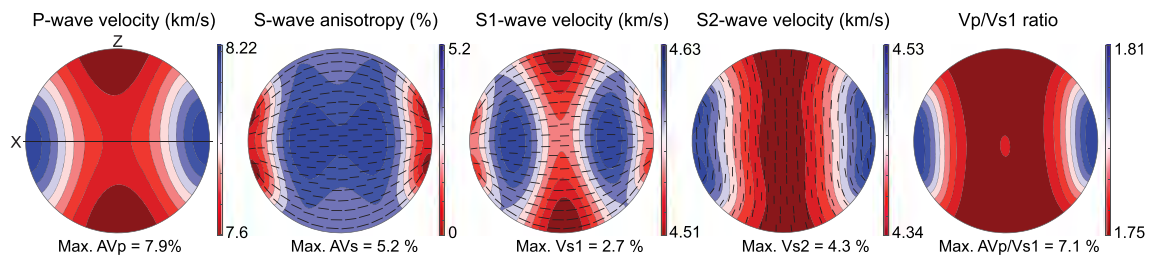 P-wave velocity (km/s) S-wave anisotropy (%) S1-wave velocity (km/s) S2-wave velocity (km/s) Vp/Vs1 ratio
Z
8.22 5.2 4.63 4.53 1.81
X
7.6 0 4.51 4.34 1.75
Max. AVp = 7.9% Max. AVs = 5.2 % Max. Vs1 = 2.7 % Max. Vs2 = 4.3 % Max. AVp/Vs1 = 7.1 %